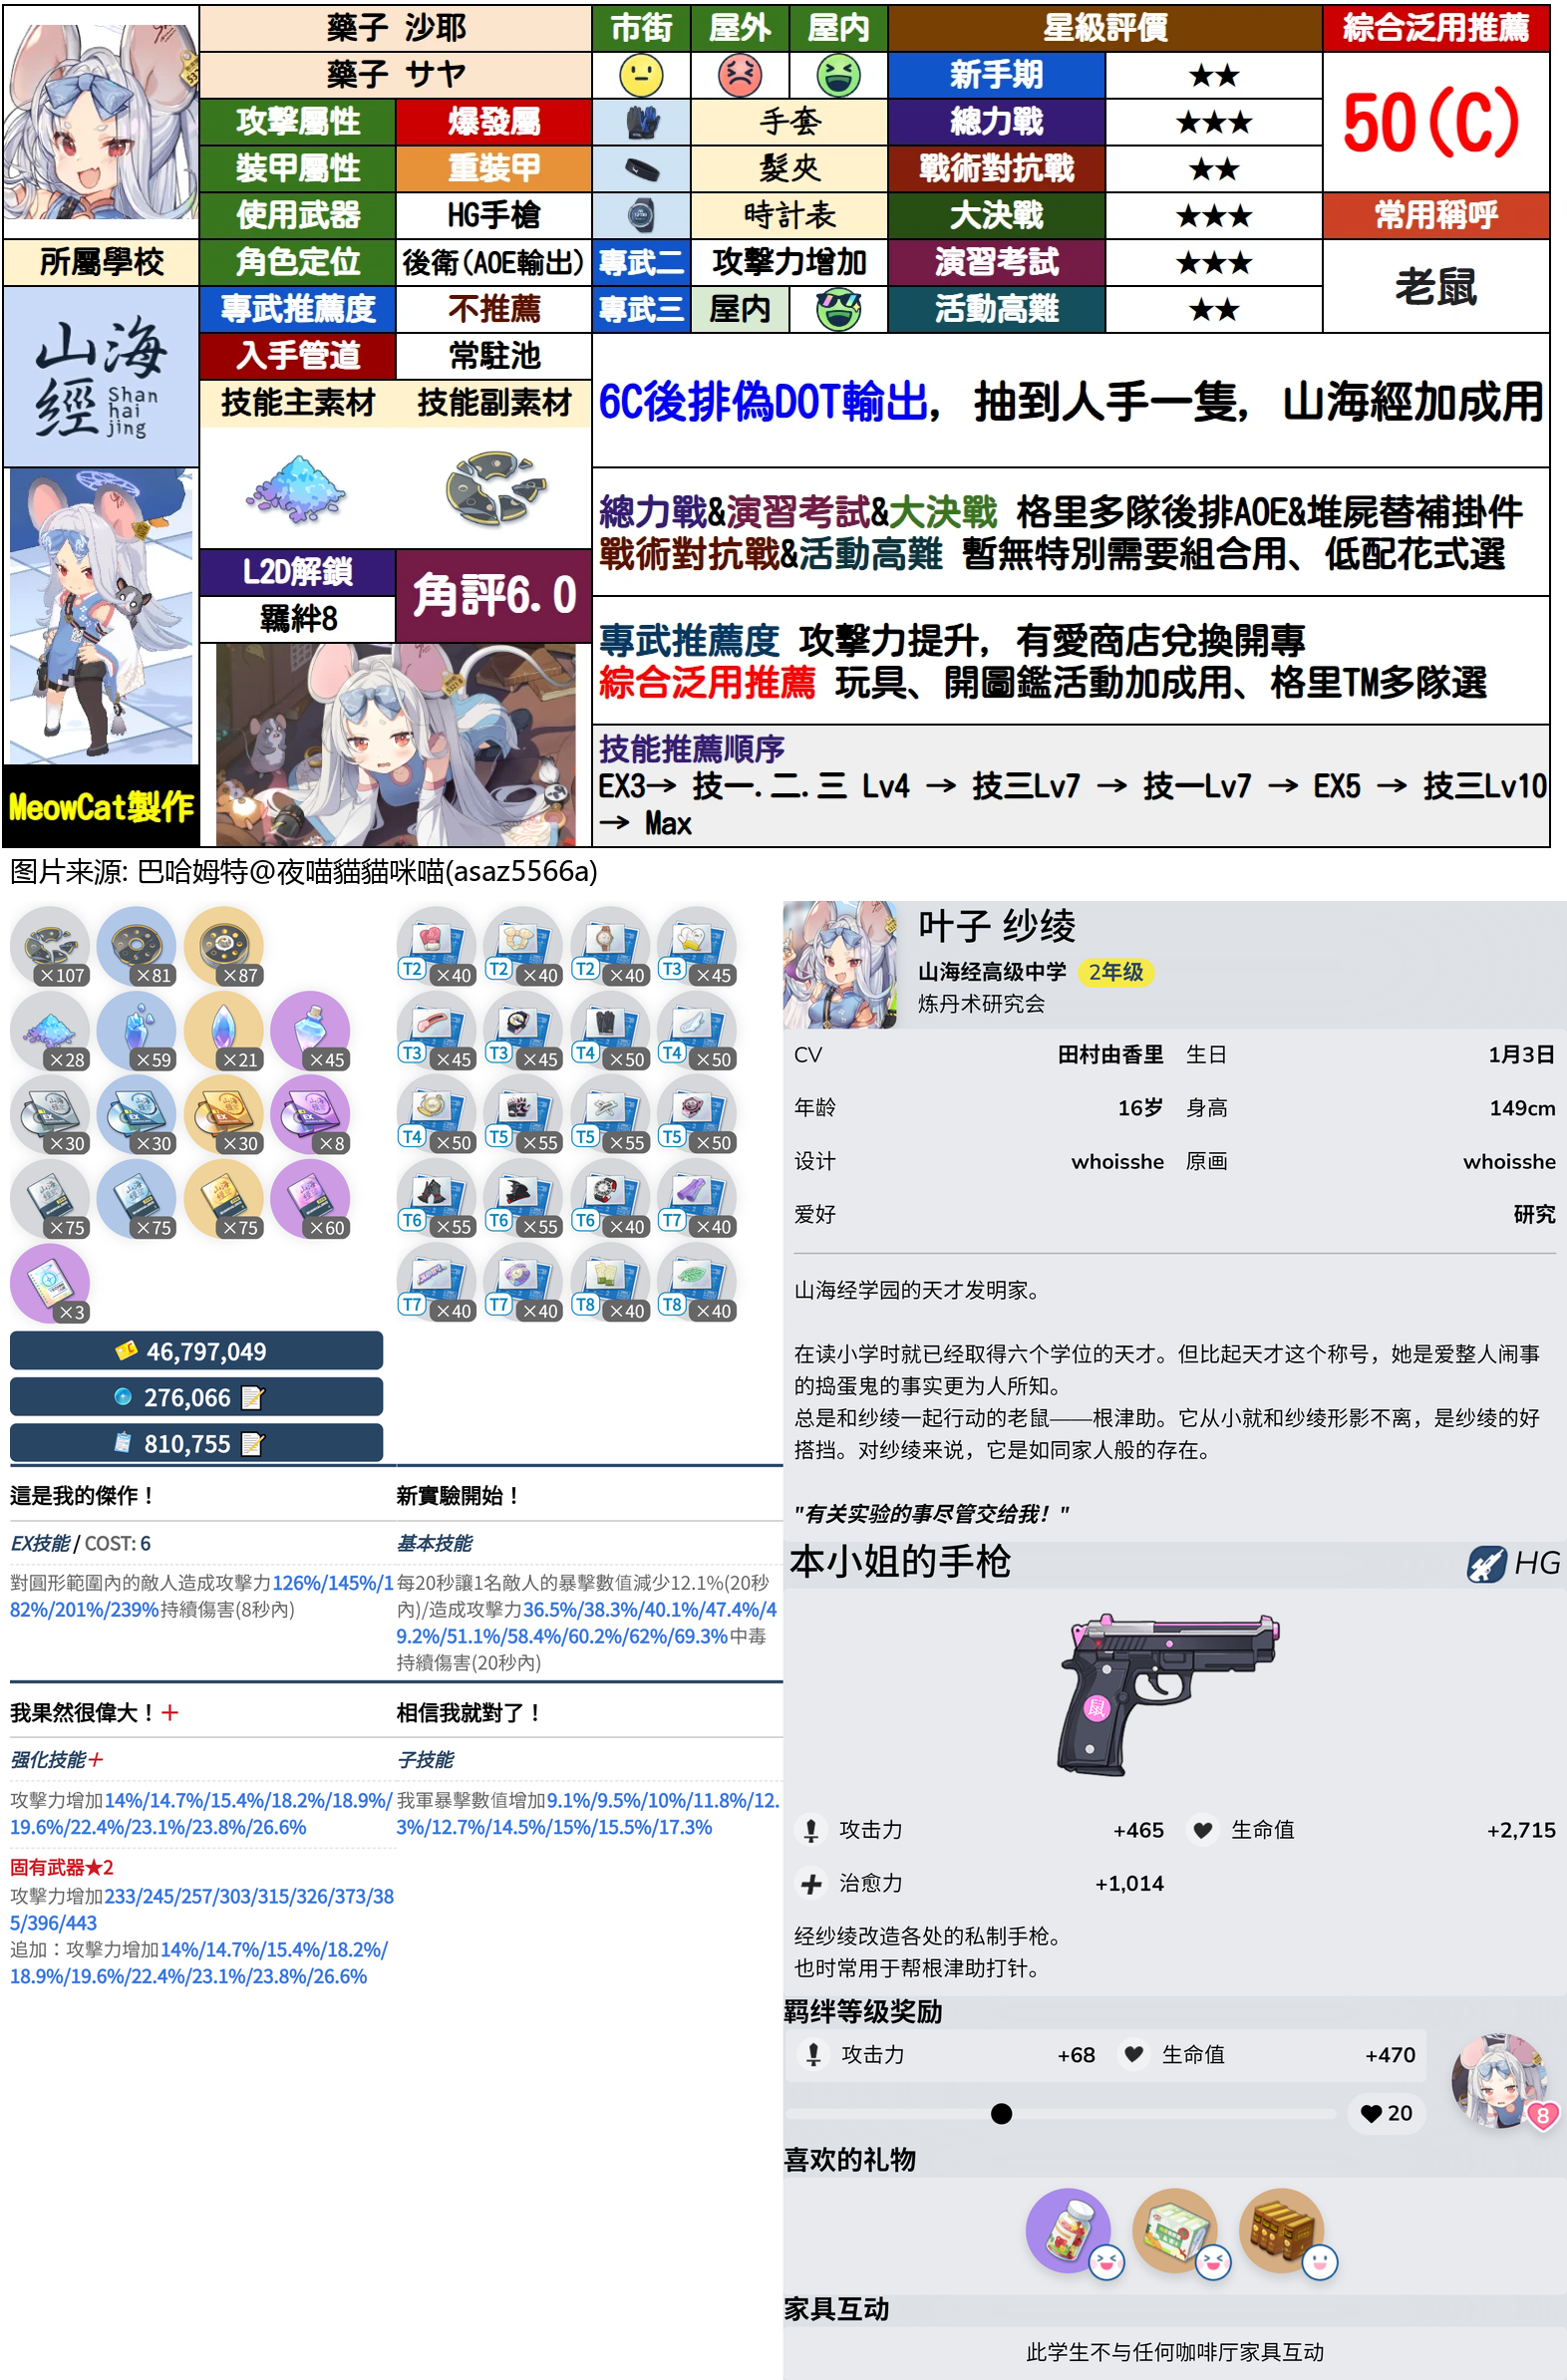 藥子 沙耶
市街 屋外 屋內
星級評價
綜合泛用推薦
藥子 サヤ
新手期 ★★
50(C)
攻擊屬性 爆發屬
手套
總力戰 ★★★
裝甲屬性 重裝甲
髮夾
戰術對抗戰 ★★
使用武器 HG手槍
時計表
大決戰 ★★★
常用稱呼
所屬學校
角色定位 後衛(AOE輸出)
專武二 攻擊力增加
演習考試 ★★★
老鼠
專武推薦度 不推薦
專武三 屋內
活動高難 ★★
山海
經
Shan
hai
jing
入手管道 常駐池
技能主素材 技能副素材
6C後排偽DOT輸出, 抽到人手一隻, 山海經加成用
總力戰&演習考試&大決戰 格里多隊後排AOE&堆屍替補掛件
戰術對抗戰&活動高難 暫無特別需要組合用、低配花式選
L2D解鎖
角評6.0
羈絆8
專武推薦度 攻擊力提升, 有愛商店兌換開專
綜合泛用推薦 玩具、開圖鑑活動加成用、格里TM多隊選
技能推薦順序
EX3→ 技一.二.三 Lv4 → 技三Lv7 → 技一Lv7 → EX5 → 技三Lv10
→ Max
MeowCat製作
图片来源: 巴哈姆特@夜喵貓貓咪喵(asaz5566a)
×107 ×81 ×87
×28 ×59 ×21 ×45
×30 ×30 ×30 ×8
×75 ×75 ×75 ×60
×3
46,797,049
276,066
810,755
T2 ×40 T2 ×40 T2 ×40 T3 ×45
T3 ×45 T3 ×45 T4 ×50 T4 ×50
T4 ×50 T5 ×55 T5 ×55 T5 ×50
T6 ×55 T6 ×55 T6 ×40 T7 ×40
T7 ×40 T7 ×40 T8 ×40 T8 ×40
這是我的傑作！
EX技能 / COST: 6
對圓形範圍內的敵人造成攻擊力126%/145%/1
82%/201%/239%持續傷害(8秒內)
新實驗開始！
基本技能
每20秒讓1名敵人的暴擊數值減少12.1%(20秒
內)/造成攻擊力36.5%/38.3%/40.1%/47.4%/4
9.2%/51.1%/58.4%/60.2%/62%/69.3%中毒
持續傷害(20秒內)
我果然很偉大！＋
强化技能＋
攻擊力增加14%/14.7%/15.4%/18.2%/18.9%/
19.6%/22.4%/23.1%/23.8%/26.6%
固有武器★2
攻擊力增加233/245/257/303/315/326/373/38
5/396/443
追加：攻擊力增加14%/14.7%/15.4%/18.2%/
18.9%/19.6%/22.4%/23.1%/23.8%/26.6%
相信我就對了！
子技能
我軍暴擊數值增加9.1%/9.5%/10%/11.8%/12.
3%/12.7%/14.5%/15%/15.5%/17.3%
叶子 纱绫
山海经高级中学 2年级
炼丹术研究会
CV 田村由香里 生日 1月3日
年龄 16岁 身高 149cm
设计 whoisshe 原画 whoisshe
爱好 研究
山海经学园的天才发明家。
在读小学时就已经取得六个学位的天才。但比起天才这个称号，她是爱整人闹事
的捣蛋鬼的事实更为人所知。
总是和纱绫一起行动的老鼠——根津助。它从小就和纱绫形影不离，是纱绫的好
搭挡。对纱绫来说，它是如同家人般的存在。
"有关实验的事尽管交给我！"
本小姐的手枪 HG
鼠
攻击力 +465 生命值 +2,715
治愈力 +1,014
经纱绫改造各处的私制手枪。
也时常用于帮根津助打针。
羁绊等级奖励
攻击力 +68 生命值 +470
20
8
喜欢的礼物
家具互动
此学生不与任何咖啡厅家具互动